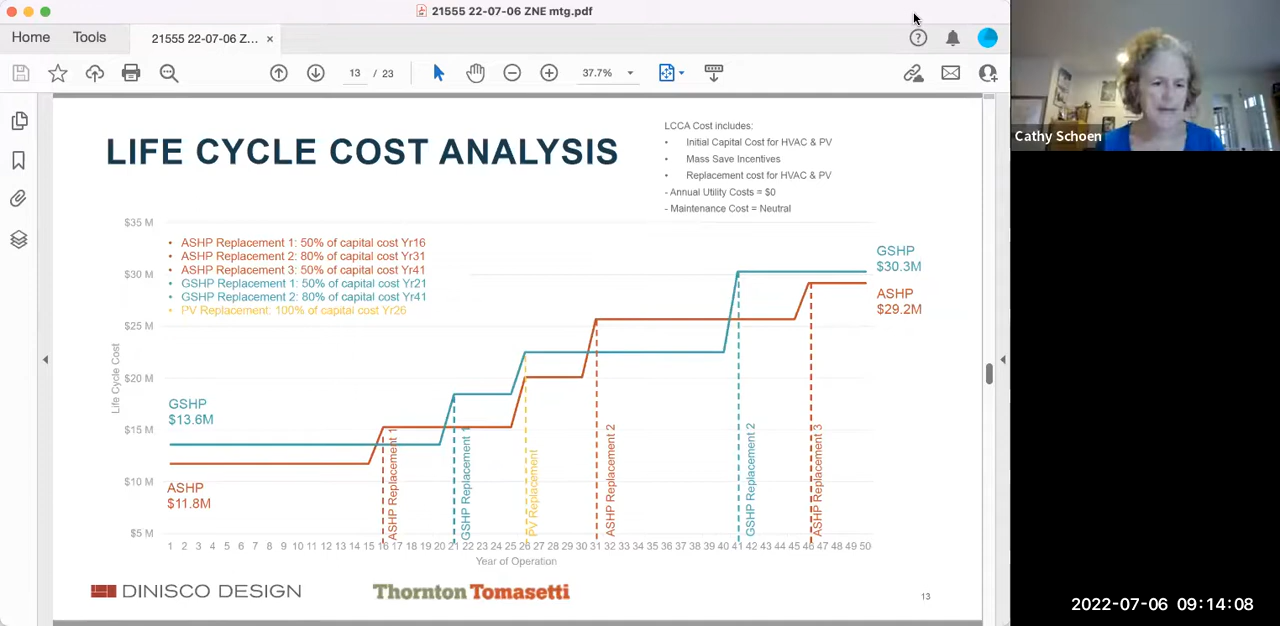 21555 22-07-06 ZNE mtg.pdf
Home Tools 21555 22-07-06 Z... ×
13 / 23 37.7%
Cathy Schoen
LIFE CYCLE COST ANALYSIS
LCCA Cost includes:
• Initial Capital Cost for HVAC & PV
• Mass Save Incentives
• Replacement cost for HVAC & PV
- Annual Utility Costs = $0
- Maintenance Cost = Neutral
$35 M
• ASHP Replacement 1: 50% of capital cost Yr16
• ASHP Replacement 2: 80% of capital cost Yr31
• ASHP Replacement 3: 50% of capital cost Yr41
• GSHP Replacement 1: 50% of capital cost Yr21
• GSHP Replacement 2: 80% of capital cost Yr41
• PV Replacement: 100% of capital cost Yr26
GSHP
$30.3M
ASHP
$29.2M
$30 M
$25 M
$20 M
$15 M
$10 M
$5 M
Life Cycle Cost
GSHP
$13.6M
ASHP
$11.8M
ASHP Replacement 1
GSHP Replacement 1
PV Replacement
ASHP Replacement 2
GSHP Replacement 2
ASHP Replacement 3
1 2 3 4 5 6 7 8 9 10 11 12 13 14 15 16 17 18 19 20 21 22 23 24 25 26 27 28 29 30 31 32 33 34 35 36 37 38 39 40 41 42 43 44 45 46 47 48 49 50
Year of Operation
DINISCO DESIGN
Thornton Tomasetti
13
2022-07-06 09:14:08